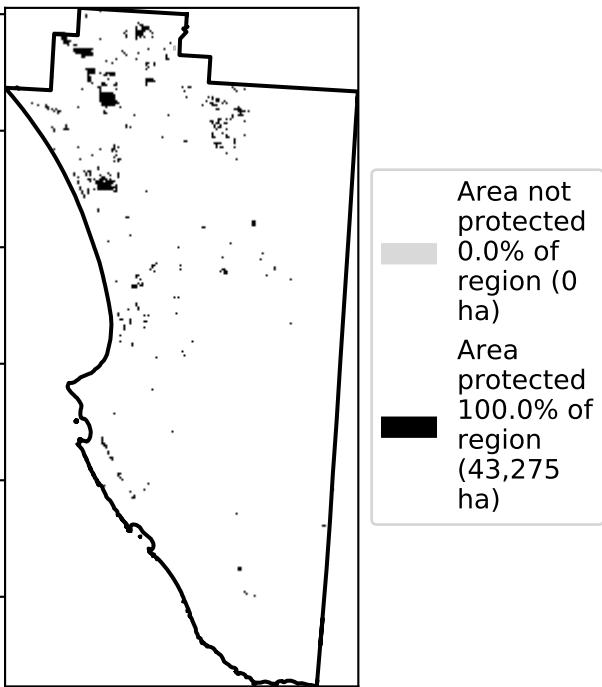 Area not
protected
0.0% of
region (0
ha)
Area
protected
100.0% of
region
(43,275
ha)